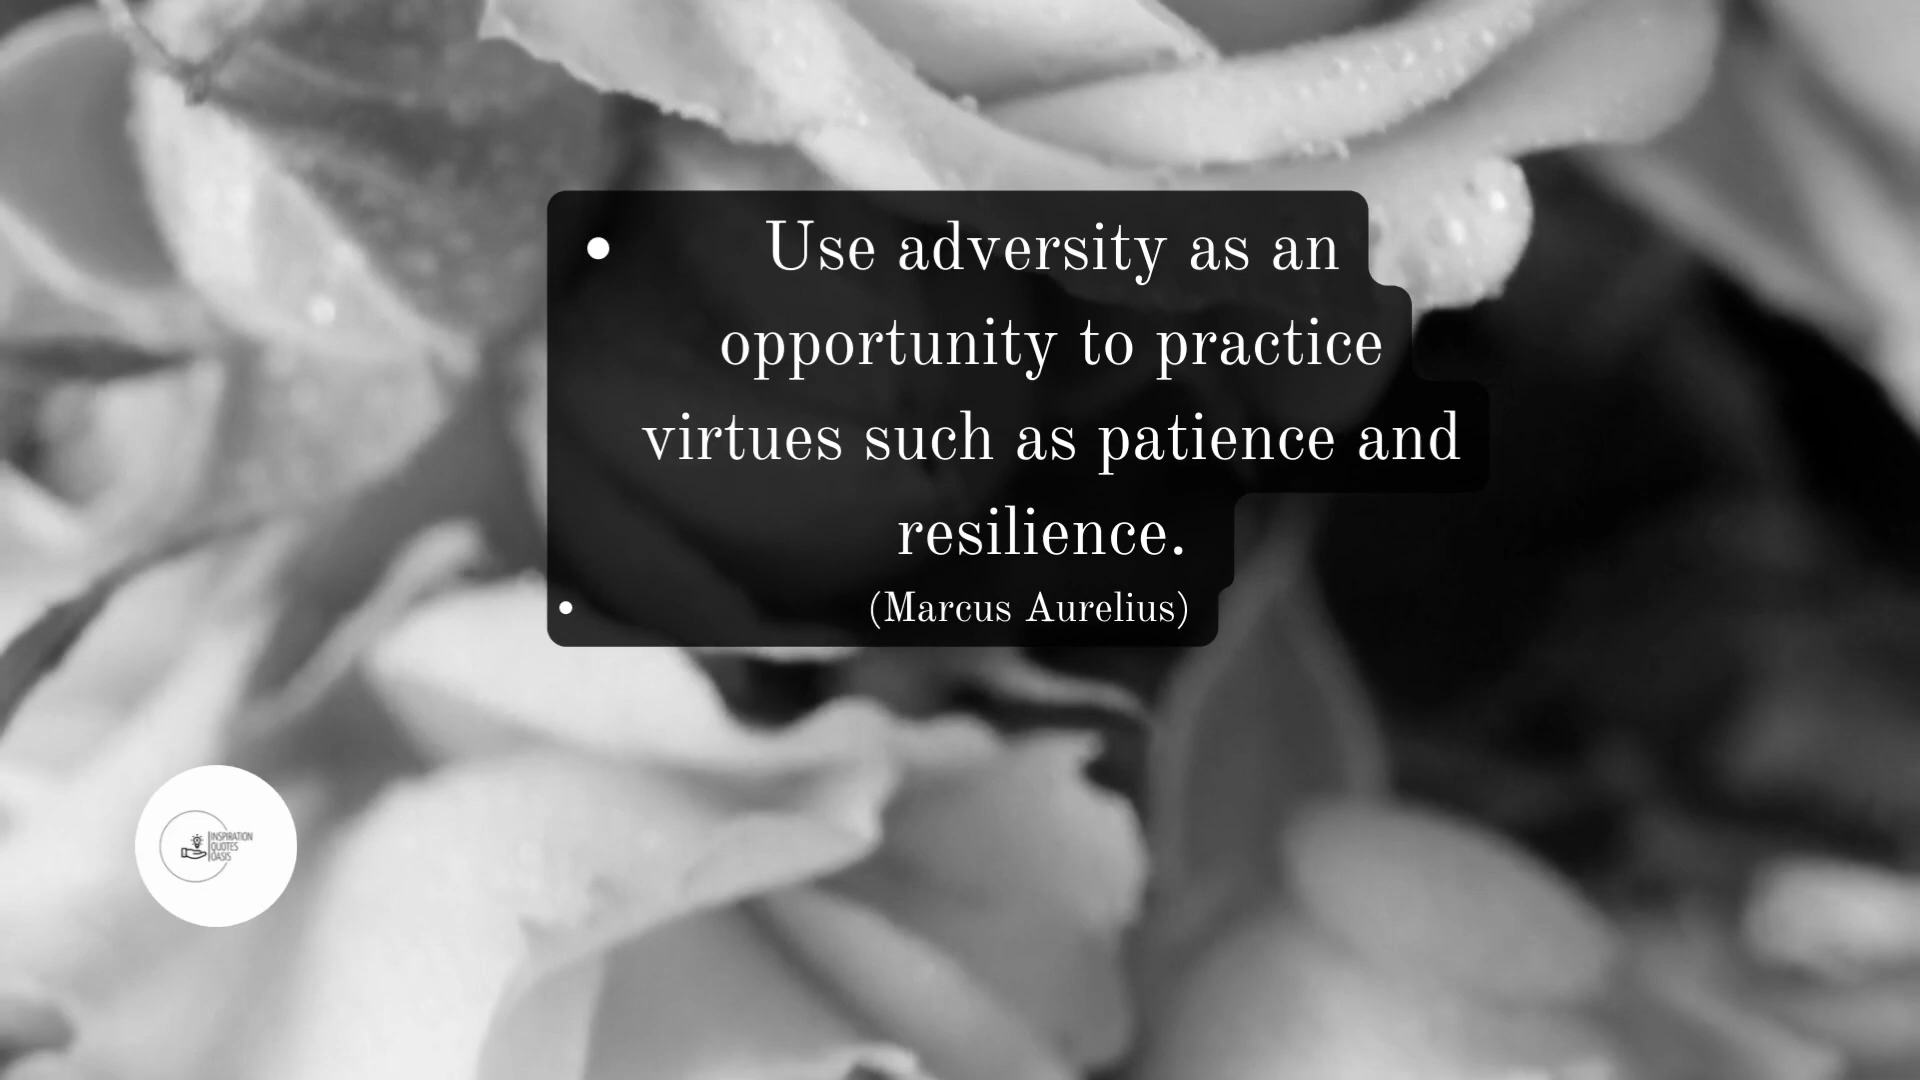 • Use adversity as an
opportunity to practice
virtues such as patience and
resilience.
• (Marcus Aurelius)
INSPIRATION
QUOTES
OASIS